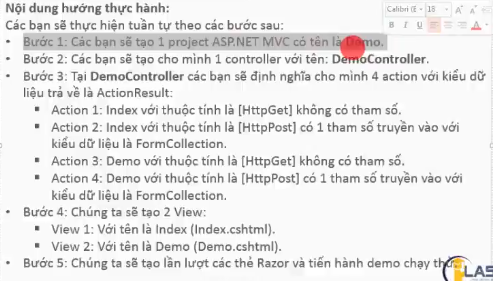 Nội dung hướng thực hành:
Các bạn sẽ thực hiện tuần tự theo các bước sau:
• Bước 1: Các bạn sẽ tạo 1 project ASP.NET MVC có tên là Demo.
• Bước 2: Các bạn sẽ tạo cho mình 1 controller với tên: DemoController.
• Bước 3: Tại DemoController các bạn sẽ định nghĩa cho mình 4 action với kiểu dữ
liệu trả về là ActionResult:
▪ Action 1: Index với thuộc tính là [HttpGet] không có tham số.
▪ Action 2: Index với thuộc tính là [HttpPost] có 1 tham số truyền vào với
kiểu dữ liệu là FormCollection.
▪ Action 3: Demo với thuộc tính là [HttpGet] không có tham số.
▪ Action 4: Demo với thuộc tính là [HttpPost] có 1 tham số truyền vào với
kiểu dữ liệu là FormCollection.
• Bước 4: Chúng ta sẽ tạo 2 View:
▪ View 1: Với tên là Index (Index.cshtml).
▪ View 2: Với tên là Demo (Demo.cshtml).
• Bước 5: Chúng ta sẽ tạo lần lượt các thẻ Razor và tiến hành demo chạy
Calibri (E
18